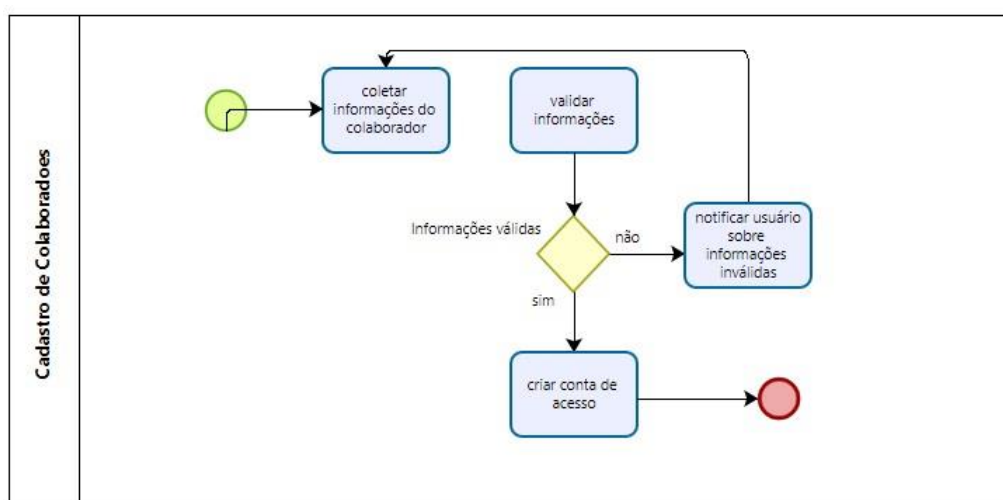 Cadastro de Colaboradoes
coletar
informações do
colaborador
validar
informações
Informações válidas
não
notificar usuário
sobre
informações
inválidas
sim
criar conta de
acesso